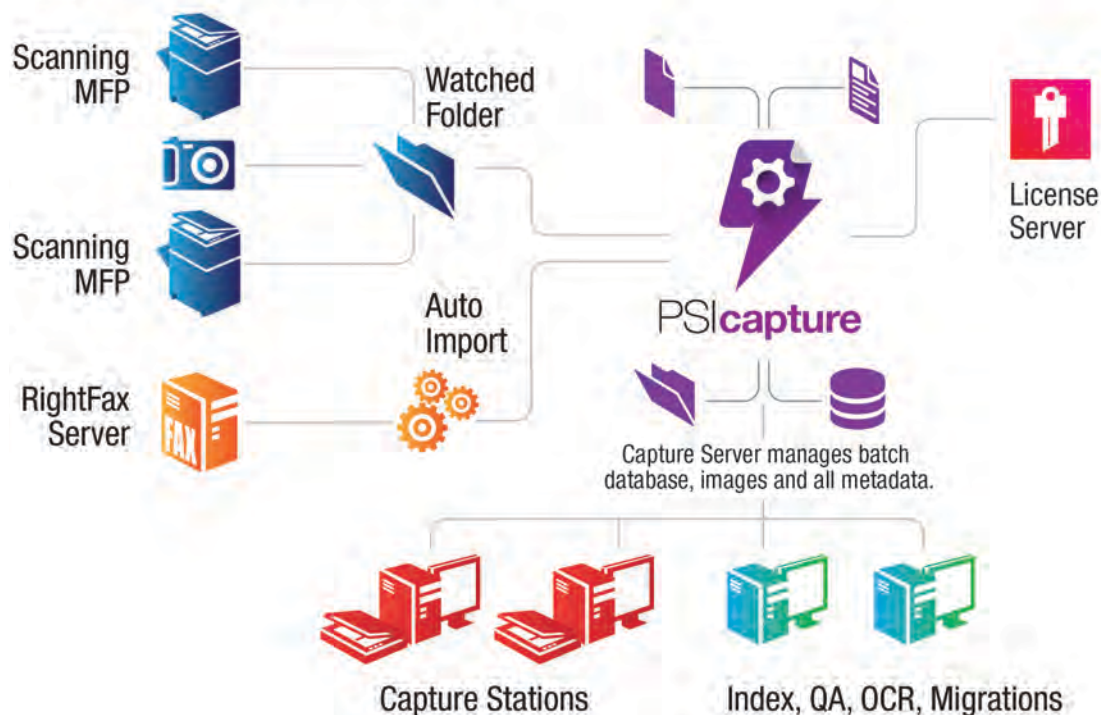 Scanning
MFP
Watched
Folder
License
Server
Scanning
MFP
Auto
Import
PSIcapture
RightFax
Server
FAX
Capture Server manages batch
database, images and all metadata.
Capture Stations
Index, QA, OCR, Migrations